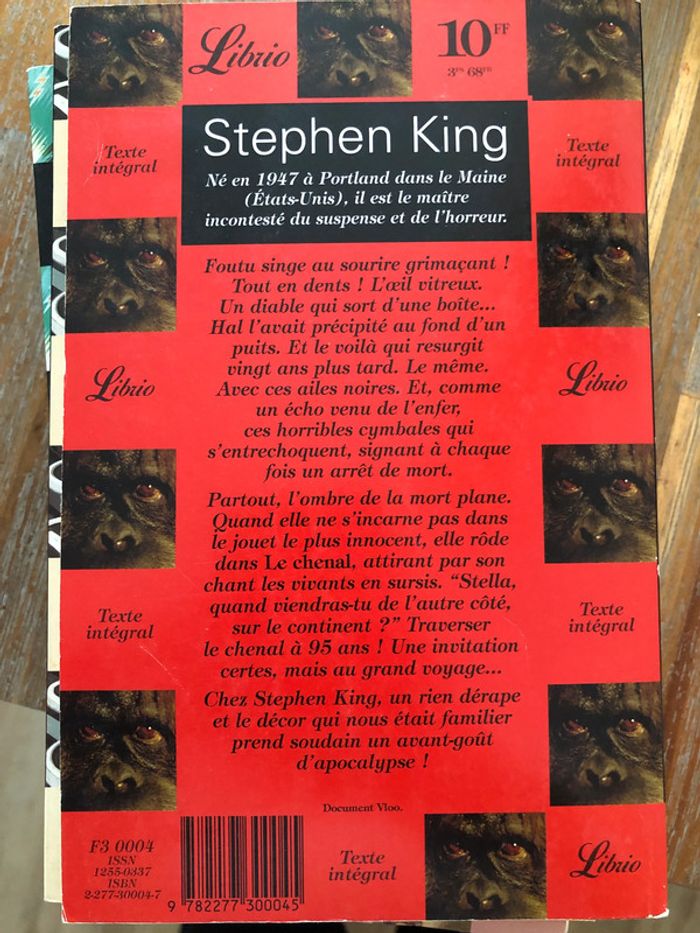 Librio
10FF
3FS 68FB
Stephen King
Né en 1947 à Portland dans le Maine
(États-Unis), il est le maître
incontesté du suspense et de l'horreur.
Texte
intégral
Texte
intégral
Foutu singe au sourire grimaçant !
Tout en dents ! L'œil vitreux.
Un diable qui sort d'une boîte...
Hal l'avait précipité au fond d'un
puits. Et le voilà qui resurgit
vingt ans plus tard. Le même.
Avec ces ailes noires. Et, comme
un écho venu de l'enfer,
ces horribles cymbales qui
s'entrechoquent, signant à chaque
fois un arrêt de mort.
Librio
Librio
Partout, l'ombre de la mort plane.
Quand elle ne s'incarne pas dans
le jouet le plus innocent, elle rôde
dans Le chenal, attirant par son
chant les vivants en sursis. “Stella,
quand viendras-tu de l'autre côté,
sur le continent ?” Traverser
le chenal à 95 ans ! Une invitation
certes, mais au grand voyage...
Texte
intégral
Texte
intégral
Chez Stephen King, un rien dérape
et le décor qui nous était familier
prend soudain un avant-goût
d'apocalypse !
Document Vloo.
F3 0004
ISSN
1255-0337
ISBN
2-277-30004-7
9 782277 300045
Texte
intégral
Librio